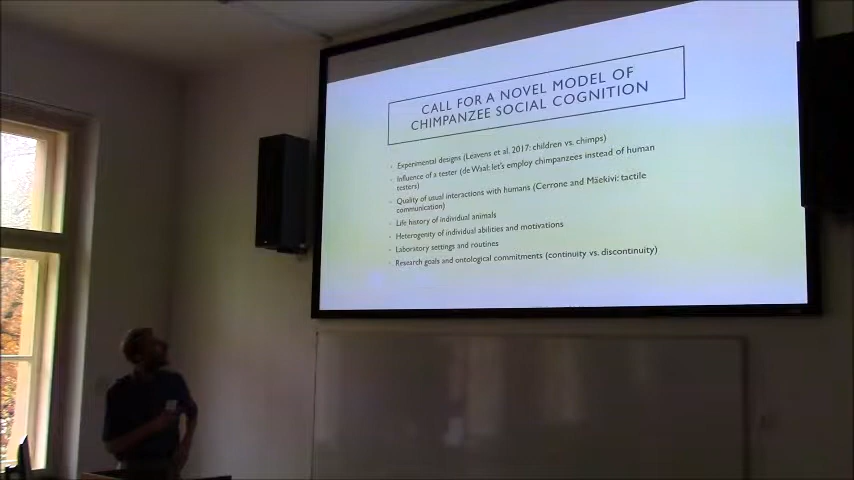 CALL FOR A NOVEL MODEL OF
CHIMPANZEE SOCIAL COGNITION
Experimental designs (Leavens et al. 2017: children vs. chimps)
Influence of a tester (de Waal: let's employ chimpanzees instead of human
testers)
Quality of usual interactions with humans (Cerrone and Mäekivi: tactile
communication)
Life history of individual animals
Heterogenity of individual abilities and motivations
Laboratory settings and routines
Research goals and ontological commitments (continuity vs. discontinuity)